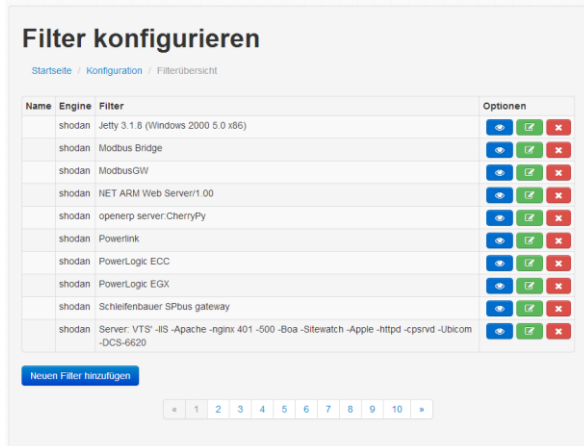 Filter konfigurieren
Startseite / Konfiguration / Filterübersicht
Name Engine Filter Optionen
shodan Jetty 3.1.8 (Windows 2000 5.0 x86)
shodan Modbus Bridge
shodan ModbusGW
shodan NET ARM Web Server/1.00
shodan openerp server:CherryPy
shodan Powerlink
shodan PowerLogic ECC
shodan PowerLogic EGX
shodan Schleifenbauer SPbus gateway
shodan Server: VTS' -IIS -Apache -nginx 401 -500 -Boa -Sitewatch -Apple -httpd -cpsrvd -Ubicom
-DCS-6620
Neuen Filter hinzufügen
« 1 2 3 4 5 6 7 8 9 10 »